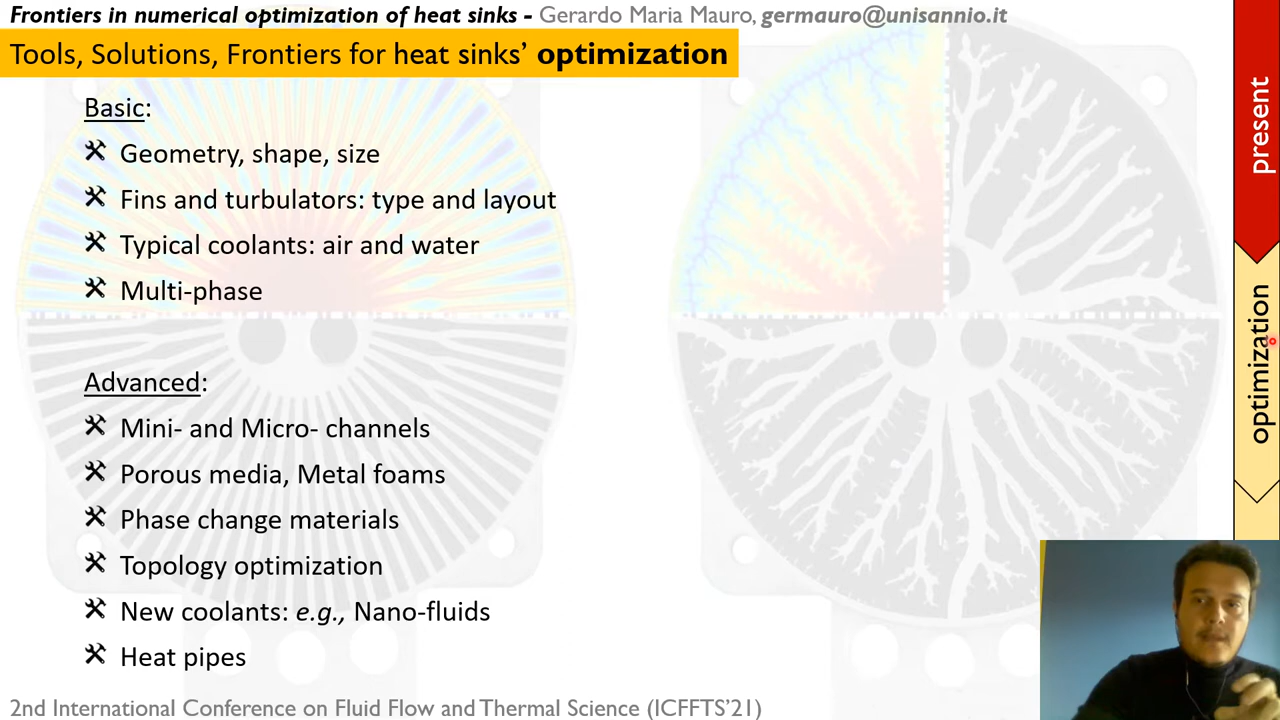 Frontiers in numerical optimization of heat sinks - Gerardo Maria Mauro, germauro@unisannio.it
Tools, Solutions, Frontiers for heat sinks’ optimization
Basic:
Geometry, shape, size
Fins and turbulators: type and layout
Typical coolants: air and water
Multi-phase
Advanced:
Mini- and Micro- channels
Porous media, Metal foams
Phase change materials
Topology optimization
New coolants: e.g., Nano-fluids
Heat pipes
2nd International Conference on Fluid Flow and Thermal Science (ICFFTS’21)
present
optimization